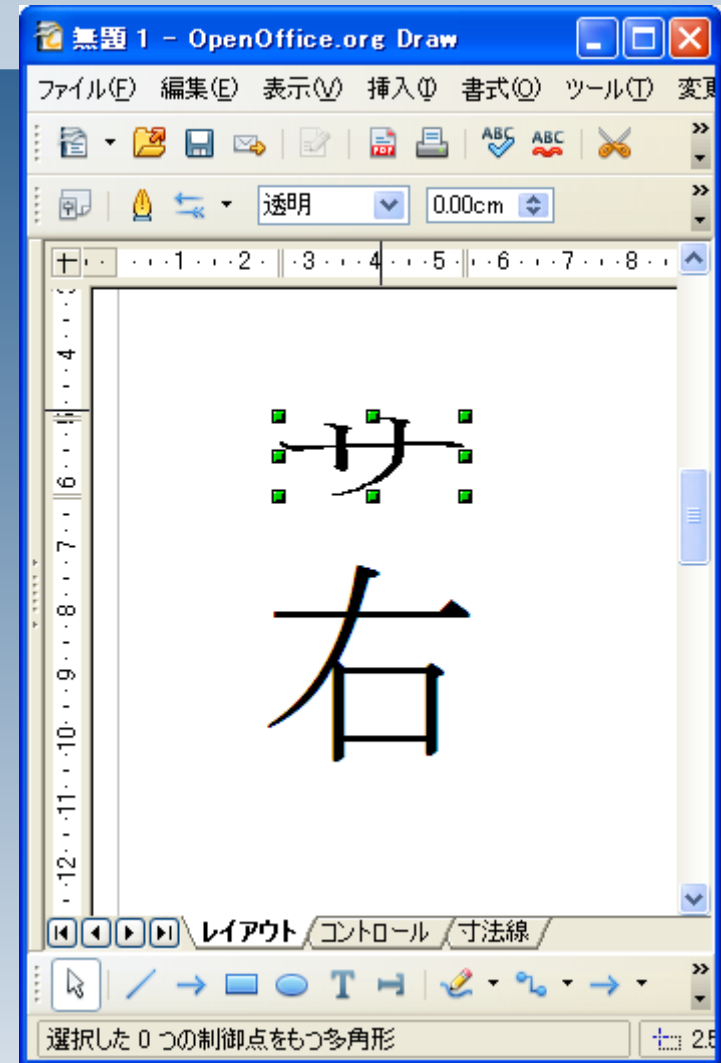 無題 1 - OpenOffice.org Draw
ファイル(F) 編集(E) 表示(V) 挿入(I) 書式(O) ツール(T) 変更
PDF ABC ABC
透明 0.00cm
1 2 3 4 5 6 7 8
4
6
7
8
9
10
11
12
サ
右
レイアウト コントロール 寸法線
T
選択した 0 つの制御点をもつ多角形 2.5